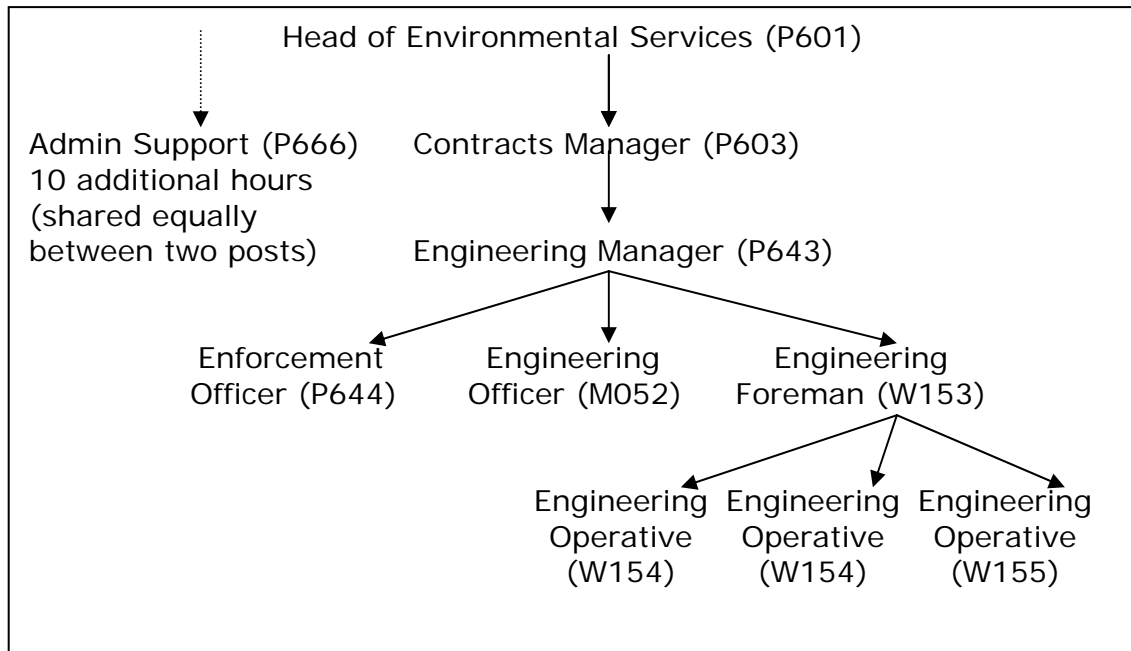 Head of Environmental Services (P601)
Admin Support (P666)
10 additional hours
(shared equally
between two posts)
Contracts Manager (P603)
Engineering Manager (P643)
Enforcement
Officer (P644)
Engineering
Officer (M052)
Engineering
Foreman (W153)
Engineering
Operative
(W154)
Engineering
Operative
(W154)
Engineering
Operative
(W155)